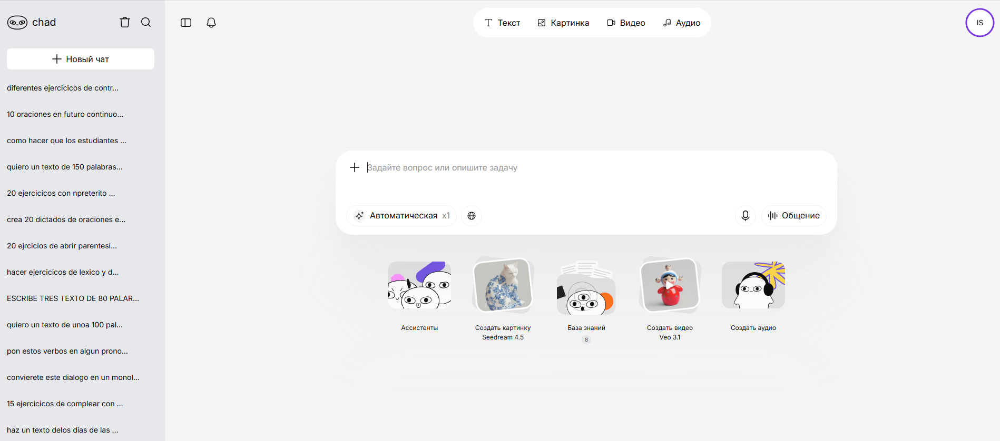 chad
Новый чат
diferentes ejercicicos de contr...
10 oraciones en futuro continuo...
como hacer que los estudiantes ...
quiero un texto de 150 palabras...
20 ejercicicos con npreterito ...
crea 20 dictados de oraciones e...
20 ejrcicios de abrir parentesi...
hacer ejercicicos de lexico y d...
ESCRIBE TRES TEXTO DE 80 PALAR...
quiero un texto de unoa 100 pal...
pon estos verbos en algun prono...
convierete este dialogo en un monol...
15 ejercicicos de complear con ...
haz un texto delos dias de las ...
Текст
Картинка
Видео
Аудио
IS
Задайте вопрос или опишите задачу
Автоматическая x1
Общение
Ассистенты
Создать картинку
Seedream 4.5
База знаний
8
Создать видео
Veo 3.1
Создать аудио